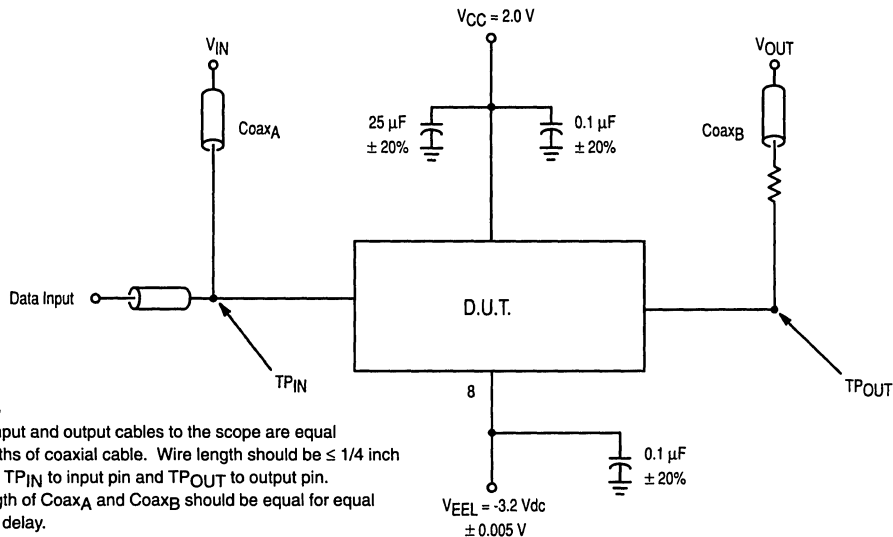 VCC = 2.0 V
VIN
VOUT
CoaxA
25 µF
± 20%
0.1 µF
± 20%
CoaxB
Data Input
D.U.T.
TPIN
TPOUT
8
input and output cables to the scope are equal
of coaxial cable. Wire length should be ≤ 1/4 inch
TPIN to input pin and TPOUT to output pin.
of CoaxA and CoaxB should be equal for equal
delay.
0.1 µF
± 20%
VEEL = -3.2 Vdc
± 0.005 V